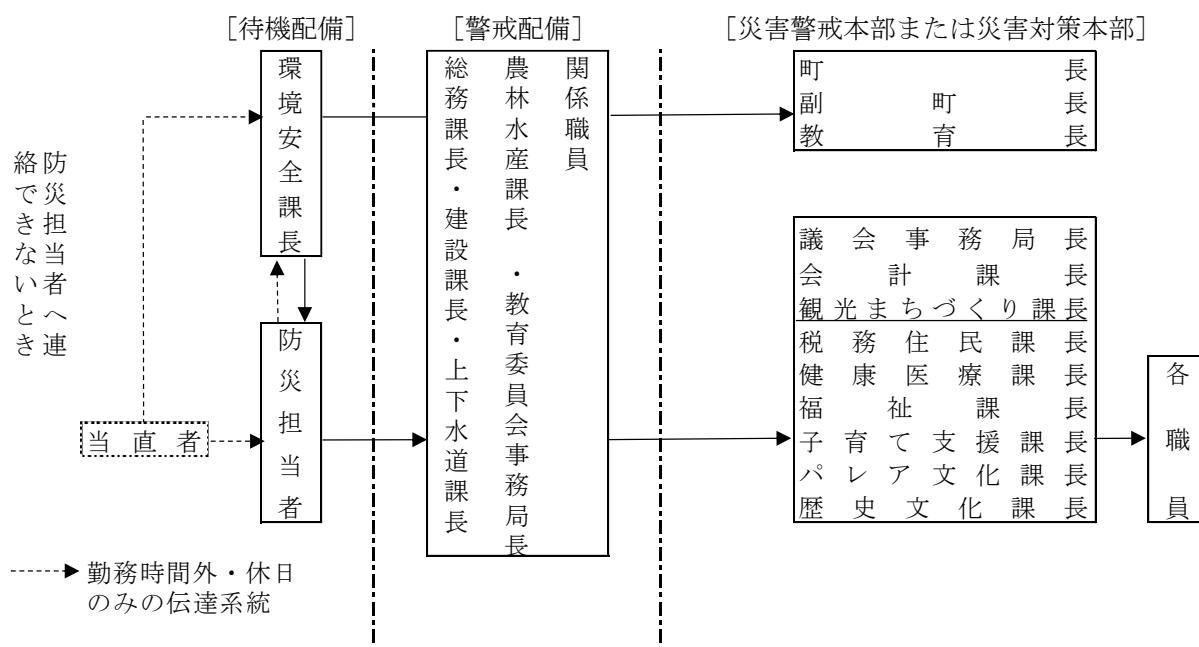 ［待機配備］
［警戒配備］
［災害警戒本部または災害対策本部］
環境安全課長
防災担当者へ連
絡できないとき
当直者
防災担当者
関係職員
農林水産課長・教育委員会事務局長
総務課長・建設課長・上下水道課長
町長
副町長
教育長
議会事務局長
会計課長
観光まちづくり課長
税務住民課長
健康医療課長
福祉課長
子育て支援課長
パレア文化課長
歴史文化課長
各職員
勤務時間外・休日
のみの伝達系統